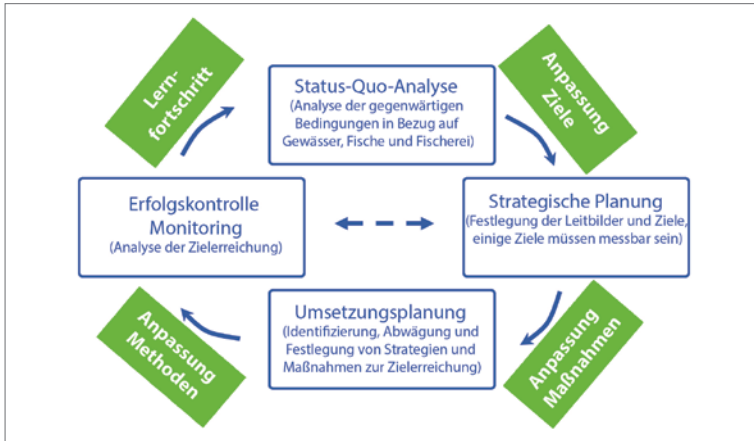 Lern-
fortschritt
Status-Quo-Analyse
(Analyse der gegenwärtigen
Bedingungen in Bezug auf
Gewässer, Fische und Fischerei)
Anpassung
Ziele
Erfolgskontrolle
Monitoring
(Analyse der Zielerreichung)
Strategische Planung
(Festlegung der Leitbilder und Ziele,
einige Ziele müssen messbar sein)
Anpassung
Methoden
Umsetzungsplanung
(Identifizierung, Abwägung und
Festlegung von Strategien und
Maßnahmen zur Zielerreichung)
Anpassung
Maßnahmen